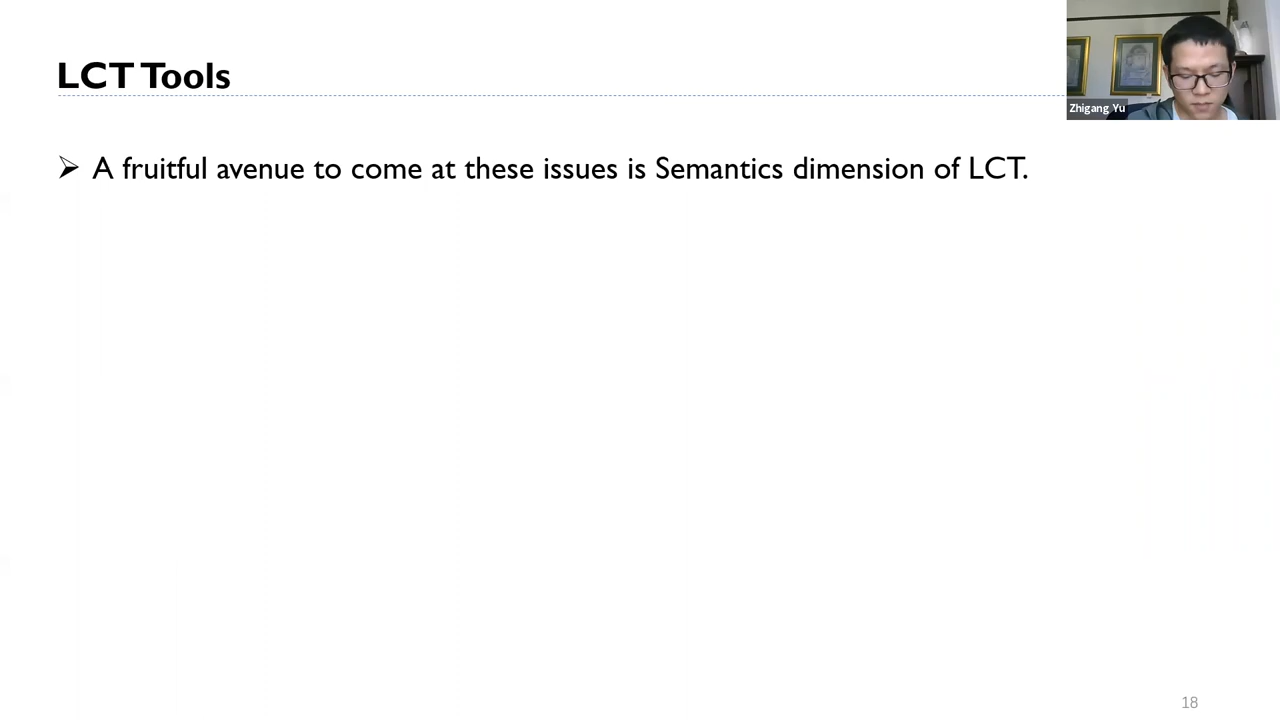 LCT Tools
Zhigang Yu
➢ A fruitful avenue to come at these issues is Semantics dimension of LCT.
18